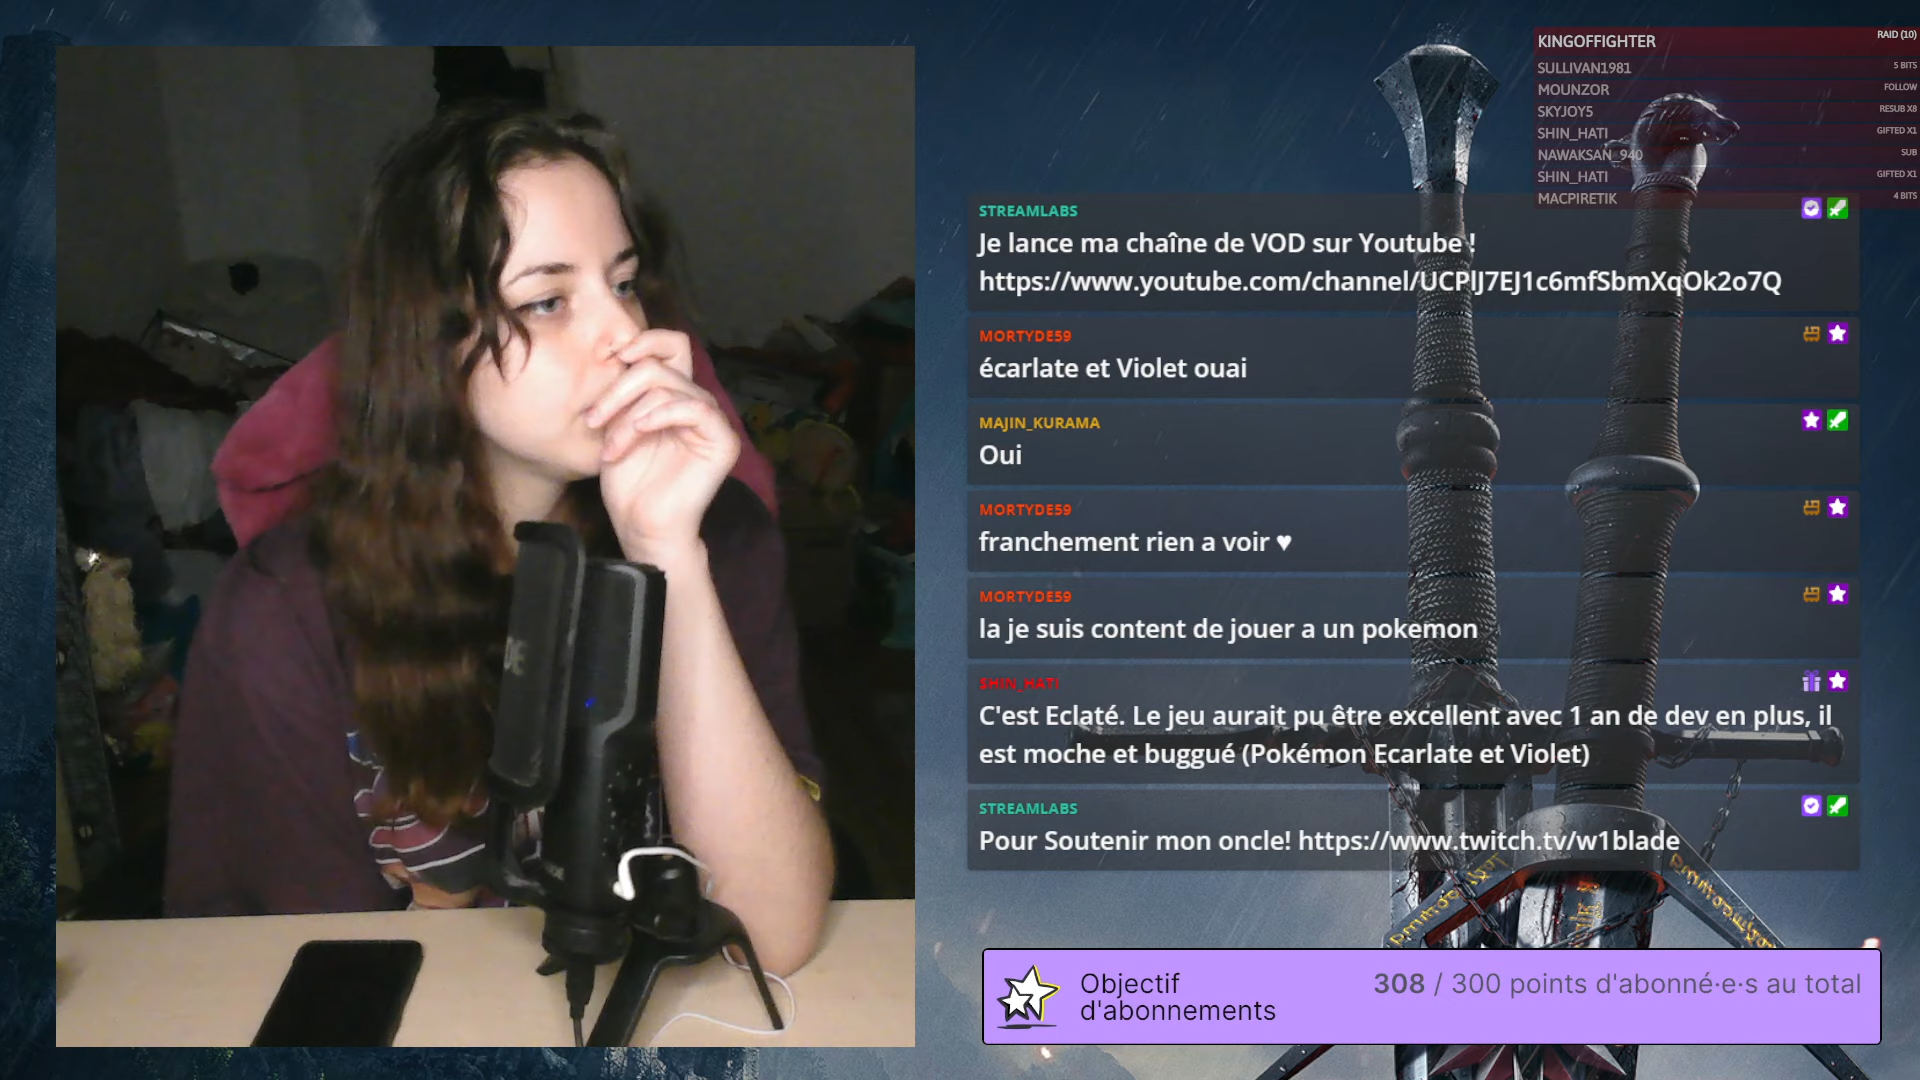 KINGOFFIGHTER RAID (10)
SULLIVAN1981 5 BITS
MOUNZOR FOLLOW
SKYJOY5 RESUB X8
SHIN_HATI GIFTED X1
NAWAKSAN_940 SUB
SHIN_HATI GIFTED X1
MACPIRETIK 4 BITS
STREAMLABS
Je lance ma chaîne de VOD sur Youtube !
https://www.youtube.com/channel/UCPlJ7EJ1c6mfSbmXqOk2o7Q
MORTYDE59
écarlate et Violet ouai
MAJIN_KURAMA
Oui
MORTYDE59
franchement rien a voir ♥
MORTYDE59
la je suis content de jouer a un pokemon
SHIN_HATI
C'est Eclaté. Le jeu aurait pu être excellent avec 1 an de dev en plus, il
est moche et buggué (Pokémon Ecarlate et Violet)
STREAMLABS
Pour Soutenir mon oncle! https://www.twitch.tv/w1blade
Objectif
d'abonnements
308 / 300 points d'abonné·e·s au total